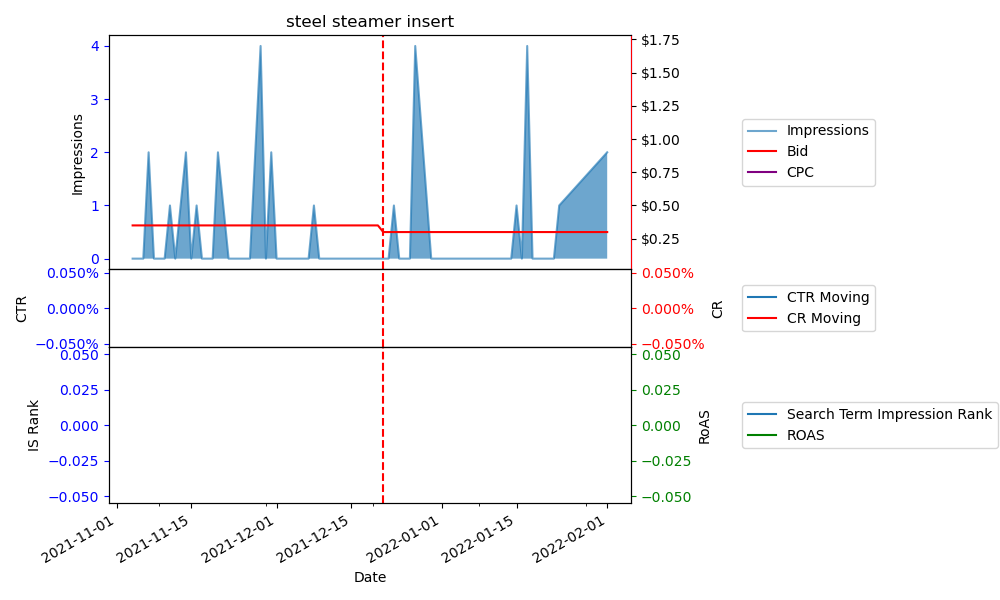 steel steamer insert
Impressions
4
3
2
1
0
$1.75
$1.50
$1.25
$1.00
$0.75
$0.50
$0.25
Impressions
Bid
CPC
CTR
0.050%
0.000%
−0.050%
0.050%
0.000%
−0.050%
CR
CTR Moving
CR Moving
IS Rank
0.050
0.025
0.000
−0.025
−0.050
0.050
0.025
0.000
−0.025
−0.050
RoAS
Search Term Impression Rank
ROAS
2021-11-01
2021-11-15
2021-12-01
2021-12-15
2022-01-01
2022-01-15
2022-02-01
Date